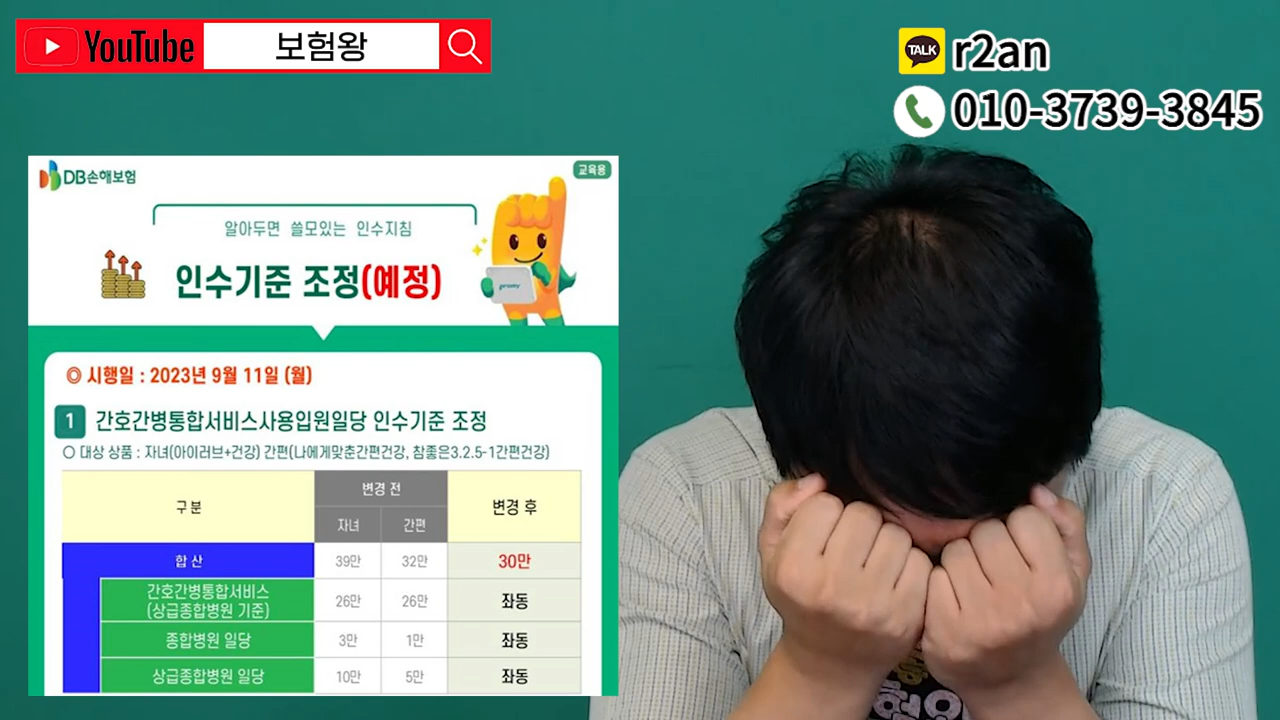 YouTube 보험왕
TALK r2an
010-3739-3845
DB손해보험
교육용
알아두면 쓸모있는 인수지침
인수기준 조정(예정)
promy
◎ 시행일 : 2023년 9월 11일 (월)
1 간호간병통합서비스사용입원일당 인수기준 조정
○ 대상 상품 : 자녀(아이러브+건강) 간편(나에게맞춘간편건강, 참좋은3.2.5-1간편건강)
구 분 변경 전 변경 후
자녀 간편
합 산 39만 32만 30만
간호간병통합서비스
(상급종합병원 기준) 26만 26만 좌동
종합병원 일당 3만 1만 좌동
상급종합병원 일당 10만 5만 좌동